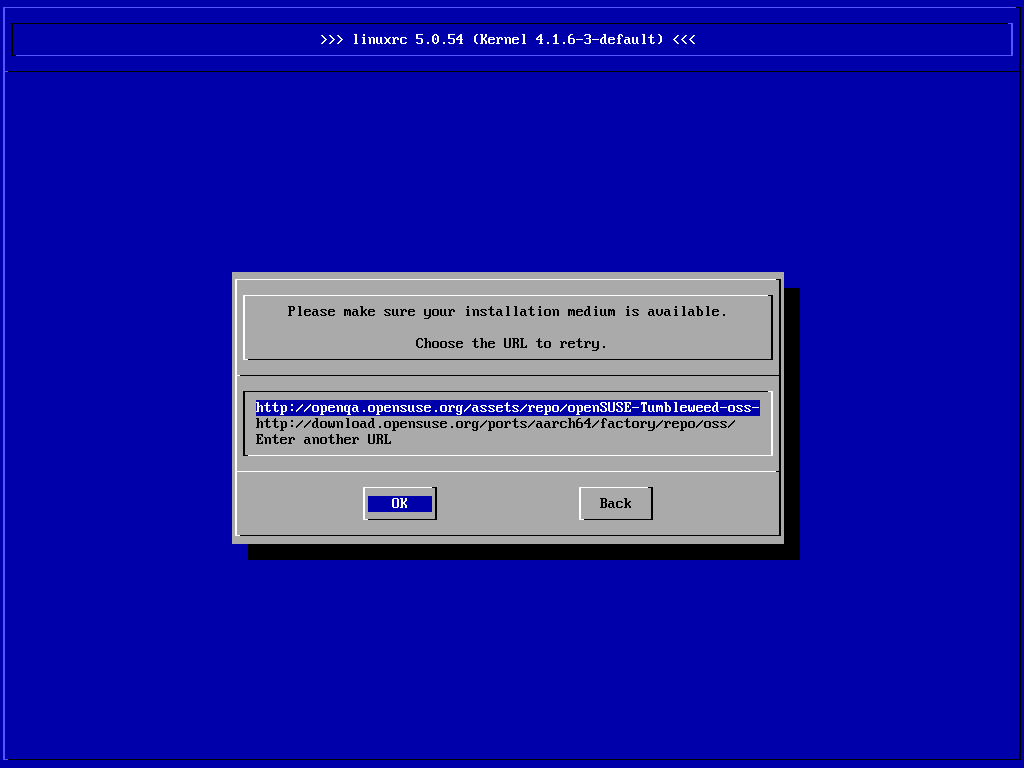 >>> linuxrc 5.0.54 (Kernel 4.1.6-3-default) <<<
Please make sure your installation medium is available.
Choose the URL to retry.
http://openqa.opensuse.org/assets/repo/openSUSE-Tumbleweed-oss-
http://download.opensuse.org/ports/aarch64/factory/repo/oss/
Enter another URL
OK
Back